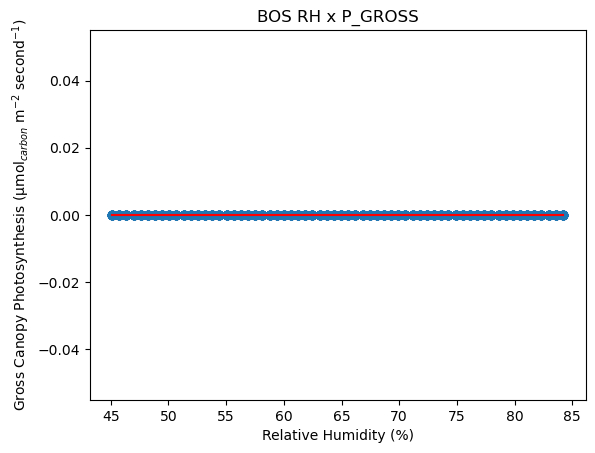 BOS RH x P_GROSS
Gross Canopy Photosynthesis (µmol_carbon m⁻² second⁻¹)
0.04
0.02
0.00
−0.02
−0.04
45 50 55 60 65 70 75 80 85
Relative Humidity (%)